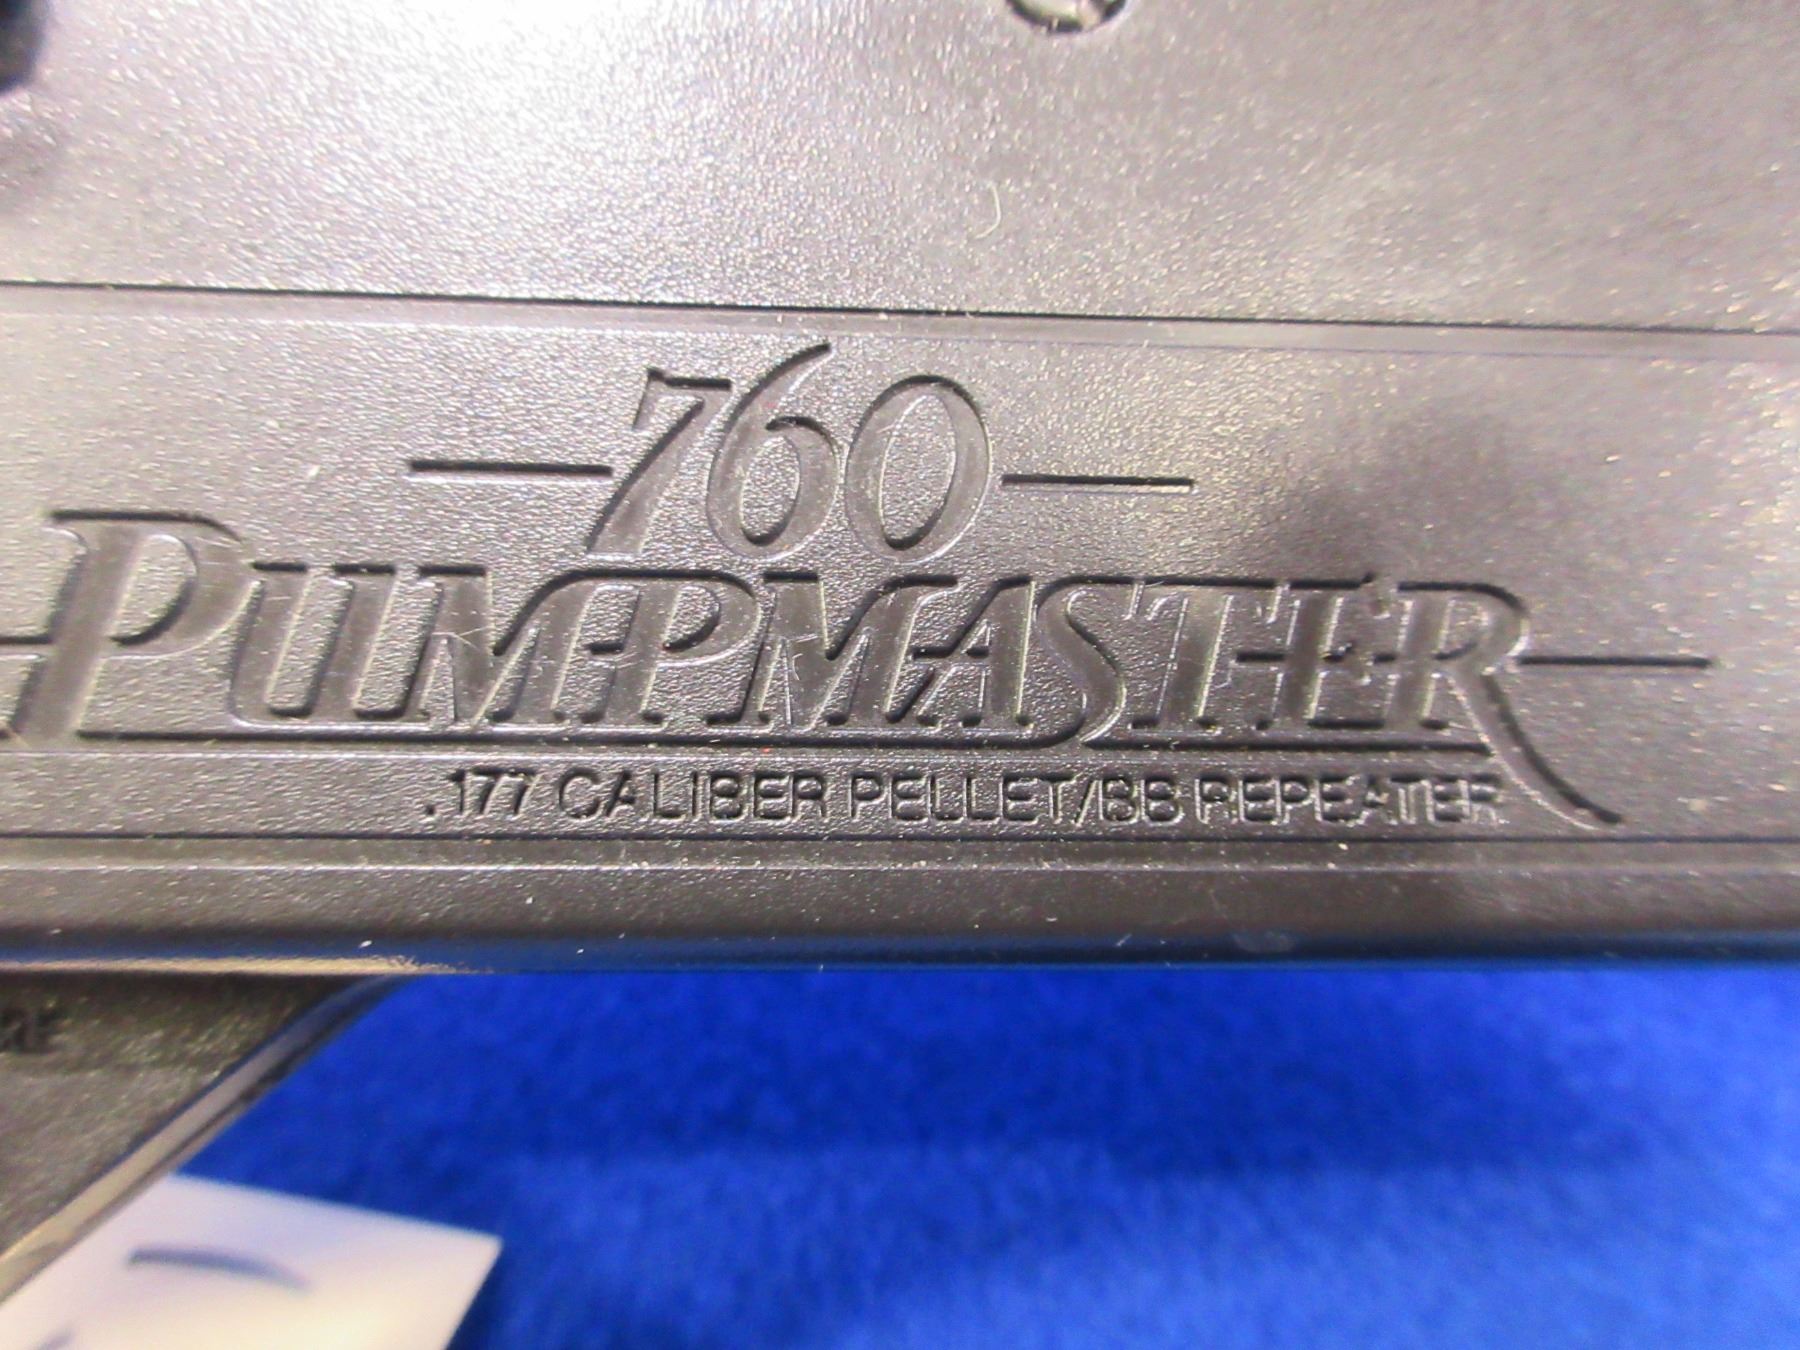 760
PUMPMASTER
.177 CALIBER PELLET/BB REPEATER